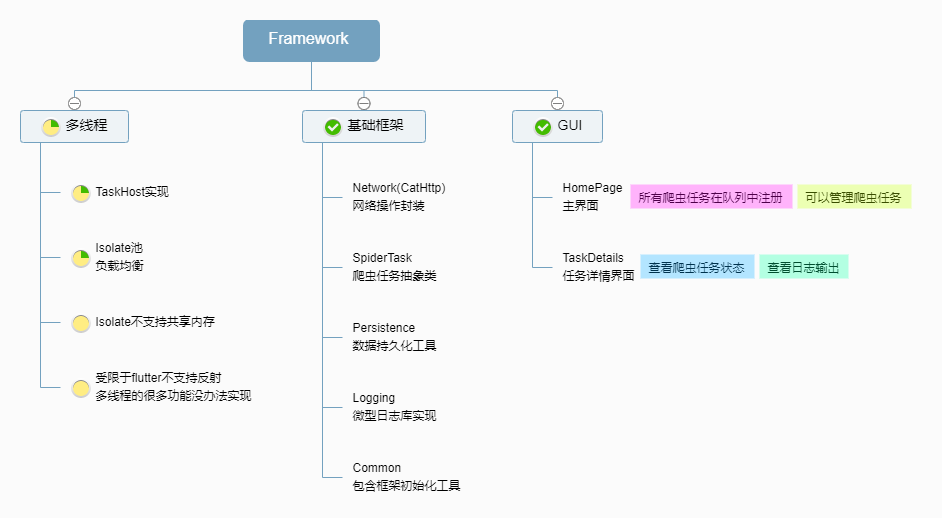 Framework
多线程
TaskHost实现
Isolate池
负载均衡
Isolate不支持共享内存
受限于flutter不支持反射
多线程的很多功能没办法实现
基础框架
Network(CatHttp)
网络操作封装
SpiderTask
爬虫任务抽象类
Persistence
数据持久化工具
Logging
微型日志库实现
Common
包含框架初始化工具
GUI
HomePage
主界面
所有爬虫任务在队列中注册
可以管理爬虫任务
TaskDetails
任务详情界面
查看爬虫任务状态
查看日志输出